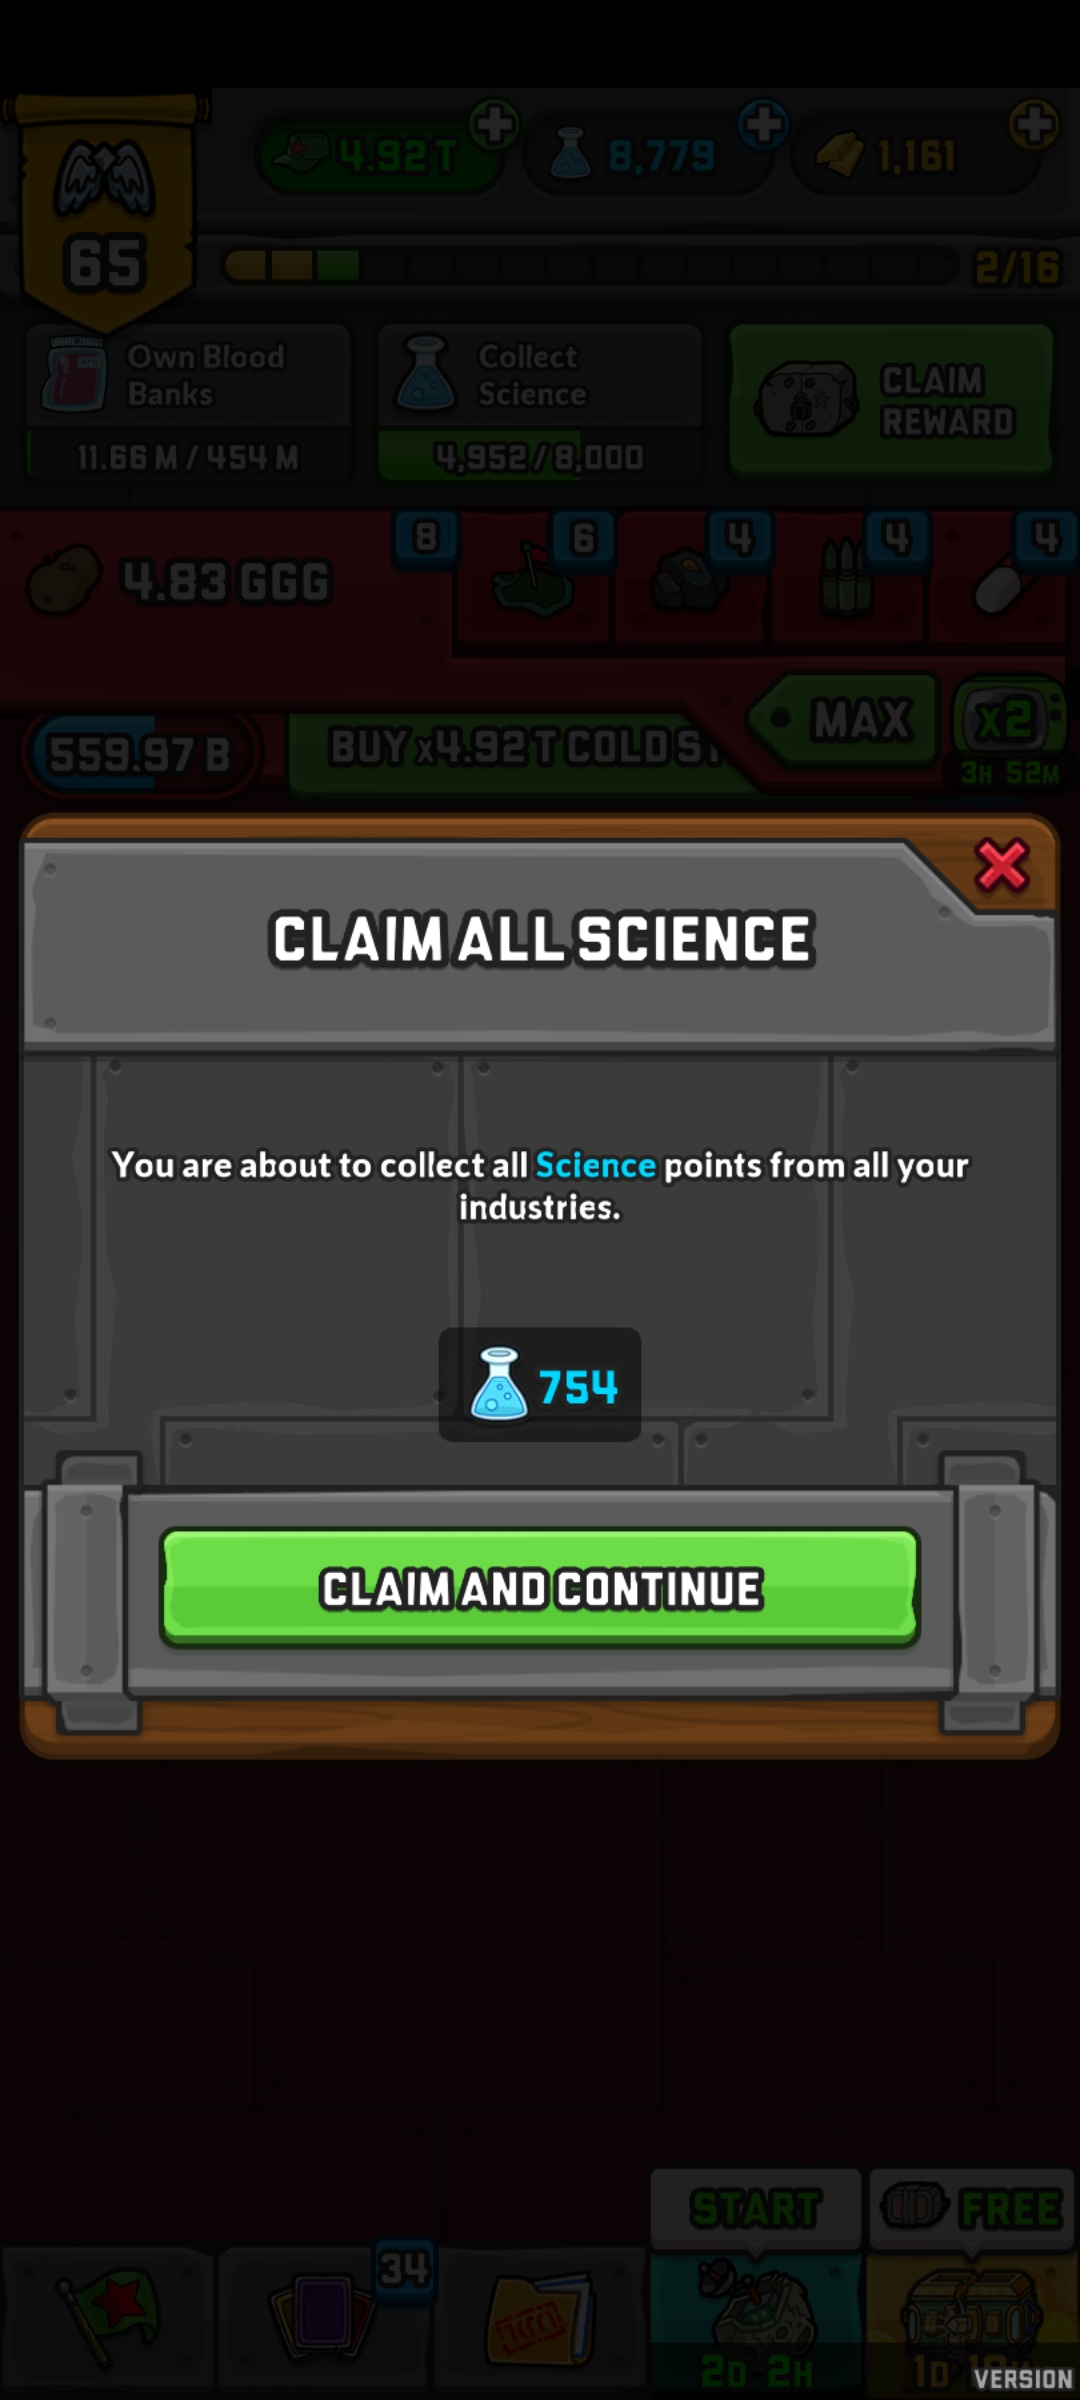 4.92 T
8,779
1,161
65
2/16
Own Blood
Banks
11.66 M / 454 M
Collect
Science
4,952/8,000
CLAIM
REWARD
4.83 GGG
8
6
4
4
4
559.97 B
BUY x4.92 T COLD
MAX
x2
3H 52M
CLAIM ALL SCIENCE
You are about to collect all Science points from all your
industries.
754
CLAIM AND CONTINUE
START
FREE
34
2D 2H
1D
VERSION